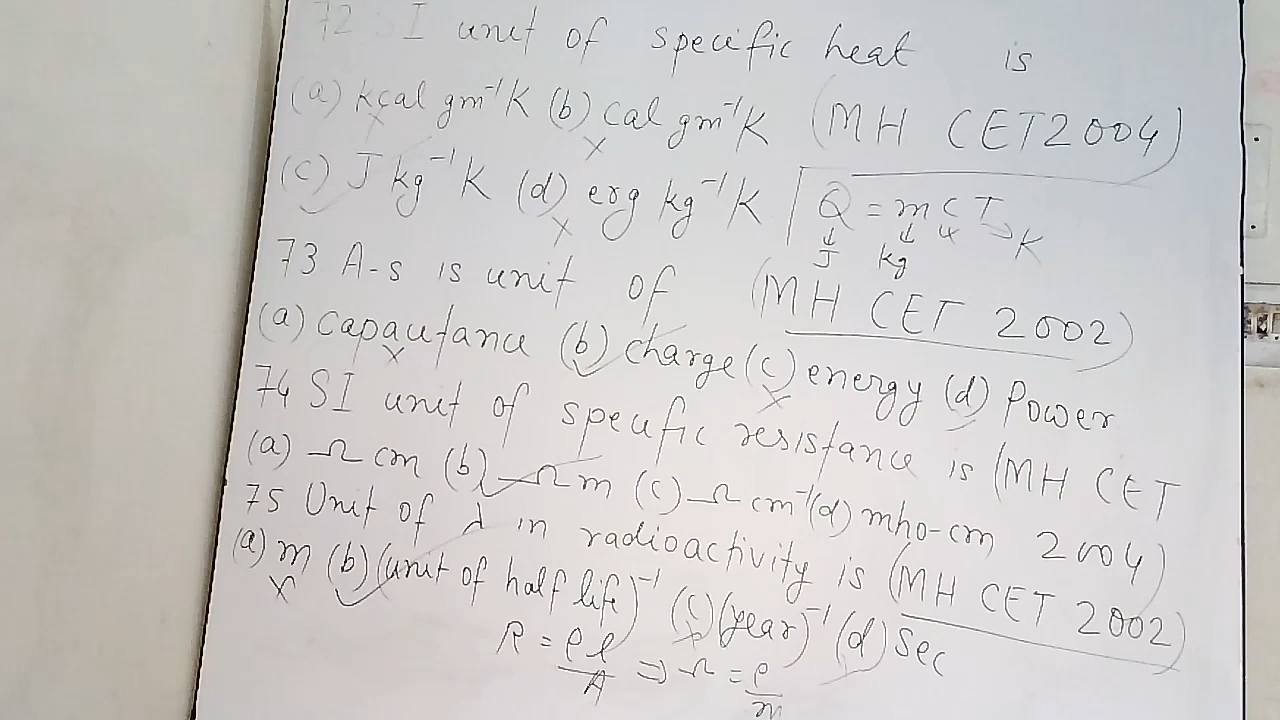 72 SI unit of specific heat is
(a) kcal gm⁻¹K (b) cal gm⁻¹K (MH CET 2004)
(c) J kg⁻¹ K (d) erg kg⁻¹K Q = mcT
J kg K
73 A-s is unit of (MH CET 2002)
(a) capacitance (b) charge (c) energy (d) Power
74 SI unit of specific resistance is (MH CET
(a) Ω cm (b) Ω m (c) Ω cm⁻¹ (d) mho-cm 2004)
75 Unit of λ in radioactivity is (MH CET 2002)
(a) m (b) (unit of half life)⁻¹ (c) (year)⁻¹ (d) Sec
R = ρl/A ⇒ Ω = ρ/m